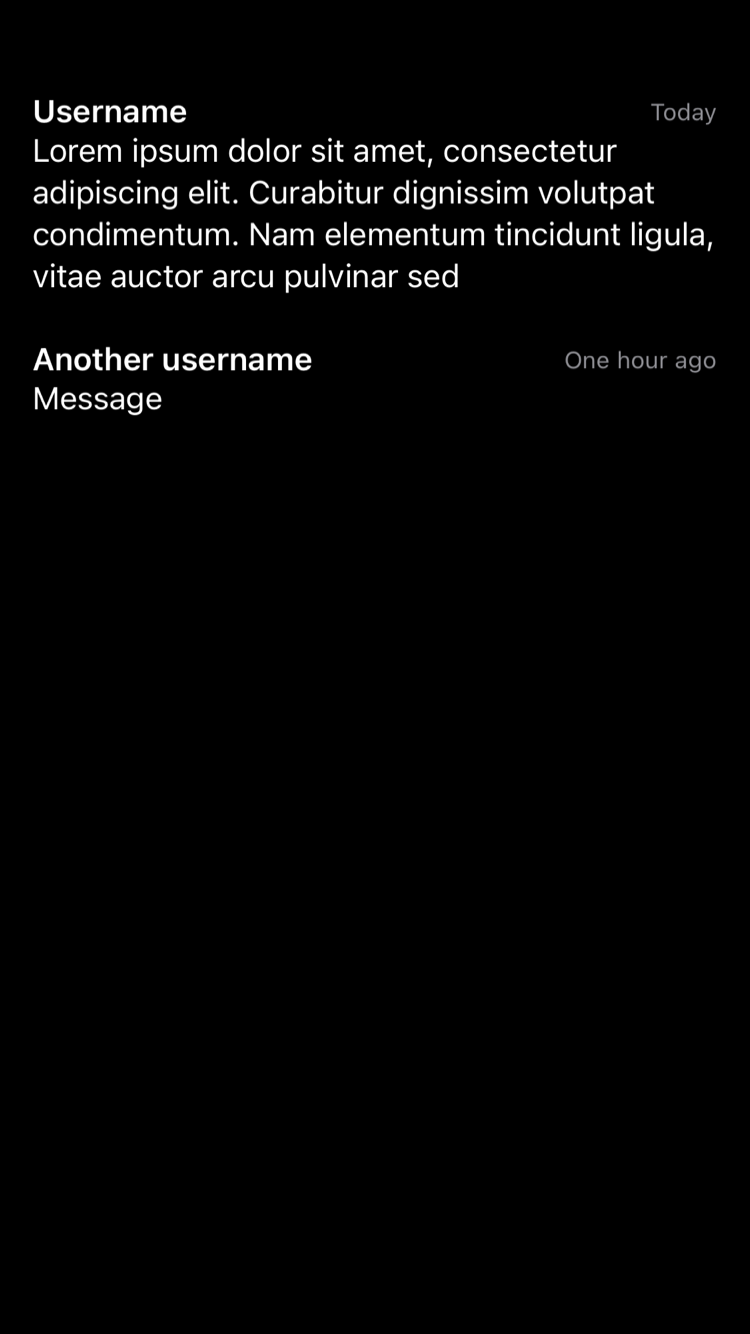 Username
Today
Lorem ipsum dolor sit amet, consectetur
adipiscing elit. Curabitur dignissim volutpat
condimentum. Nam elementum tincidunt ligula,
vitae auctor arcu pulvinar sed
Another username
One hour ago
Message